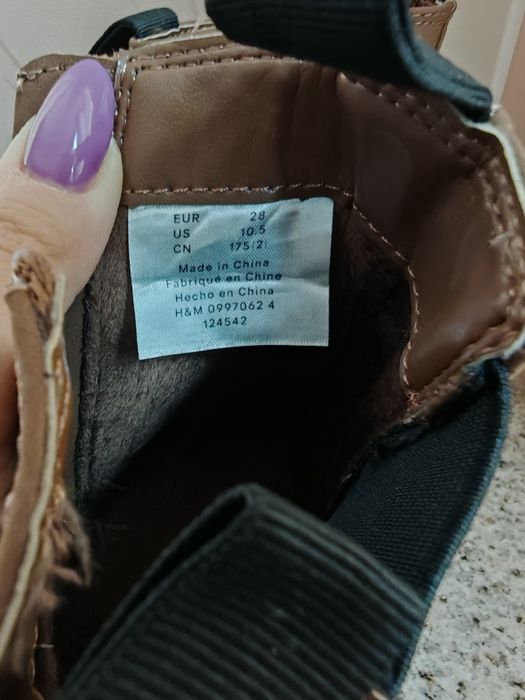 EUR 28
US 10.5
CN 175(2)
Made in China
Fabriqué en Chine
Hecho en China
H&M 0997062 4
124542